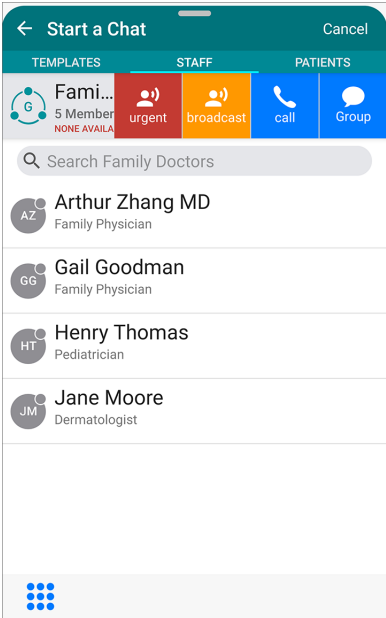 Start a Chat
Cancel
TEMPLATES
STAFF
PATIENTS
G
Fami...
5 Member
NONE AVAILA
urgent
broadcast
call
Group
Search Family Doctors
AZ
Arthur Zhang MD
Family Physician
GG
Gail Goodman
Family Physician
HT
Henry Thomas
Pediatrician
JM
Jane Moore
Dermatologist